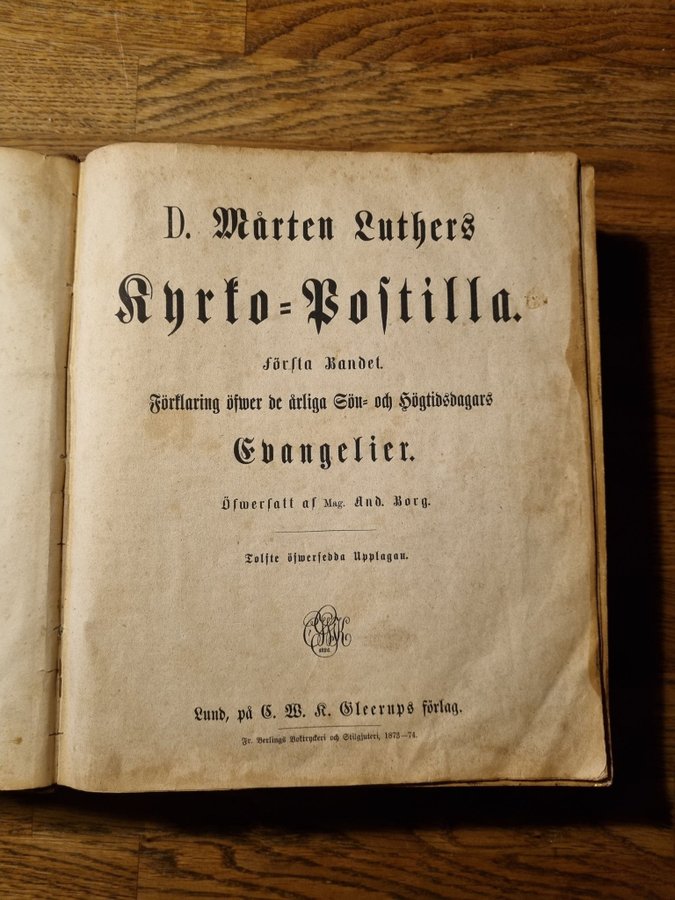 D. Mårten Luthers
Kyrko=Postilla.
Första Bandet.
Förklaring öfwer de årliga Sön- och Högtidsdagars
Evangelier.
Öfwersatt af Mag. And. Borg.
Tolfte öfwersedda Upplagan.
Lund, på C. W. K. Gleerups förlag.
Fr. Berlings Boktryckeri och Stilgjuteri, 1873—74.